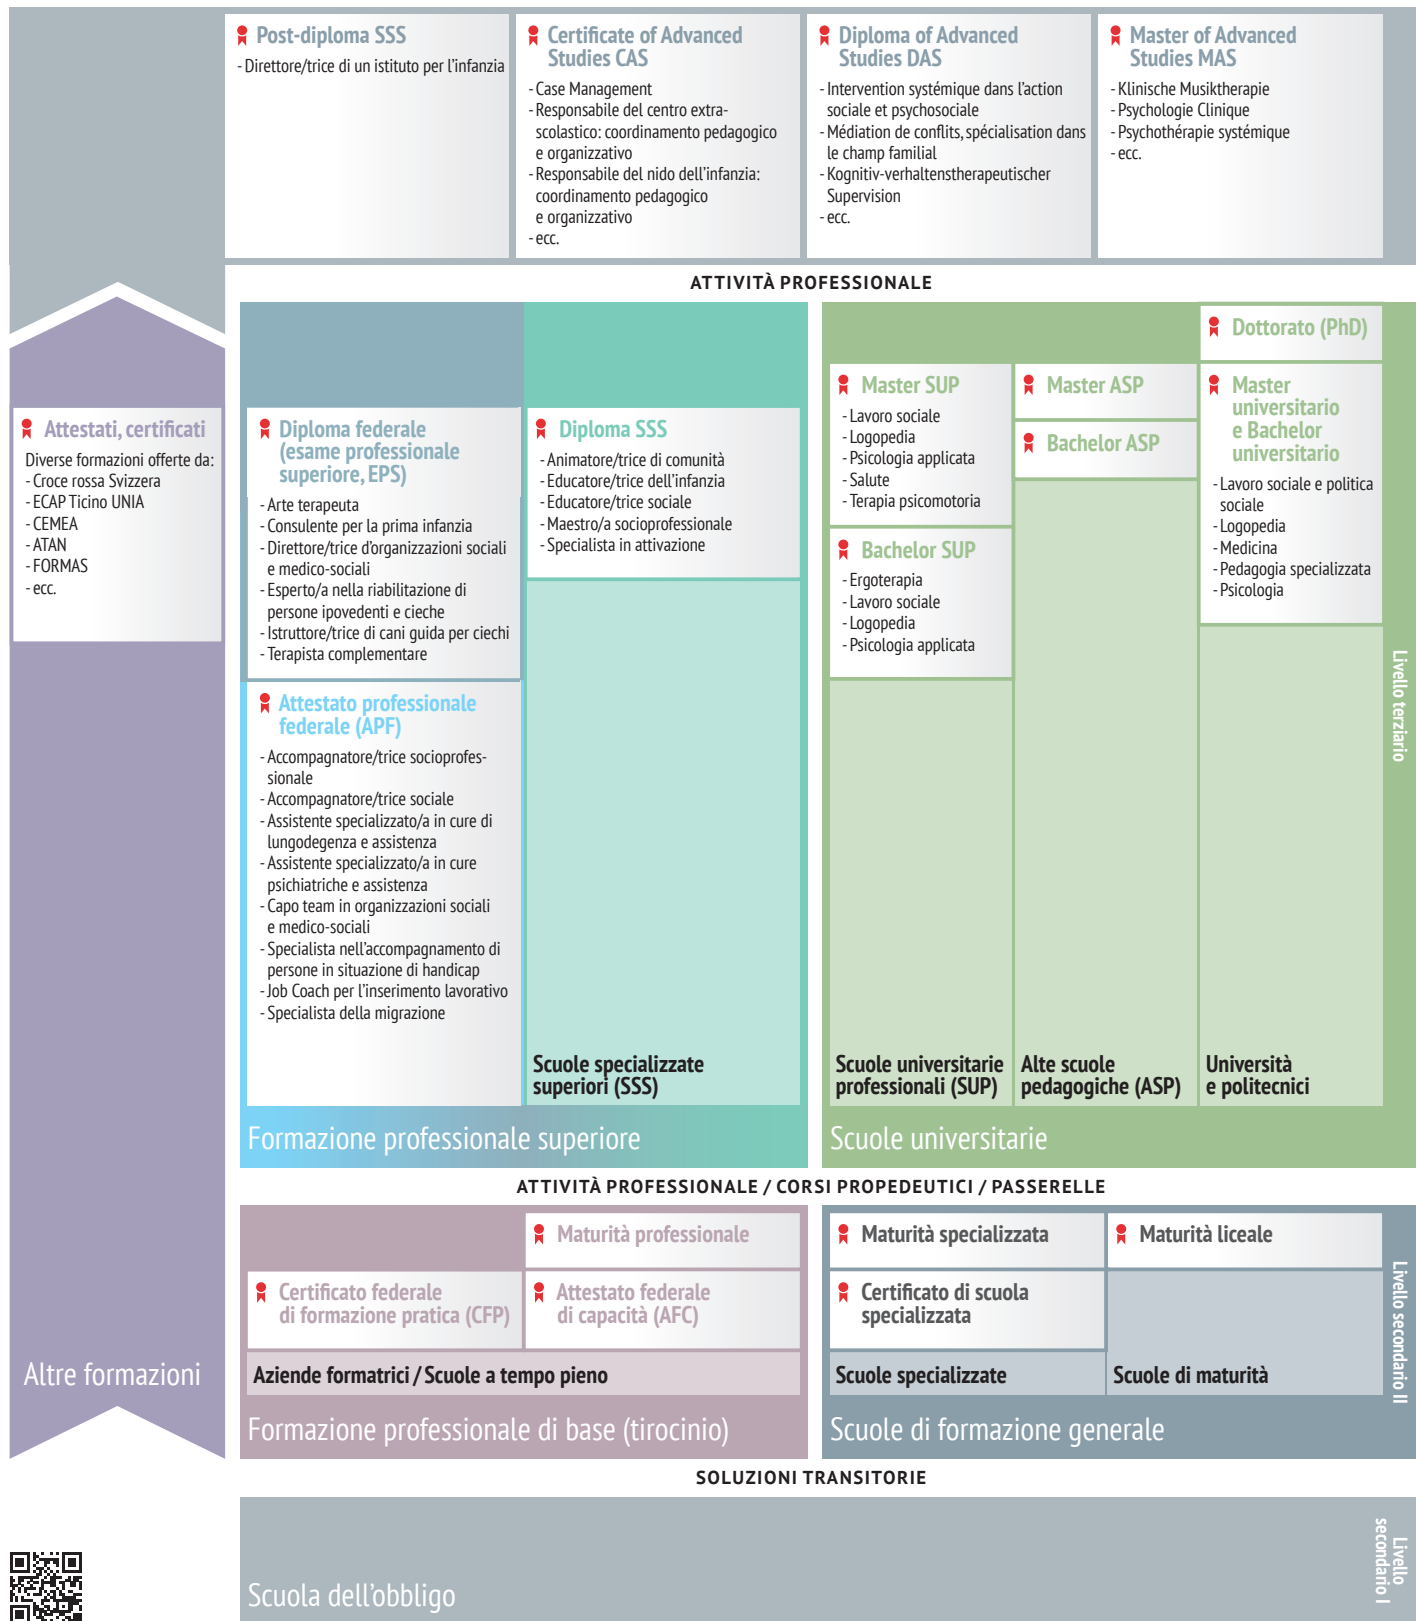 Post-diploma SSS
- Direttore/trice di un istituto per l'infanzia
Certificate of Advanced
Studies CAS
- Case Management
- Responsabile del centro extra-
scolastico: coordinamento pedagogico
e organizzativo
- Responsabile del nido dell'infanzia:
coordinamento pedagogico
e organizzativo
- ecc.
Diploma of Advanced
Studies DAS
- Intervention systémique dans l'action
sociale et psychosociale
- Médiation de conflits, spécialisation dans
le champ familial
- Kognitiv-verhaltenstherapeutischer
Supervision
- ecc.
Master of Advanced
Studies MAS
- Klinische Musiktherapie
- Psychologie Clinique
- Psychothérapie systémique
- ecc.
ATTIVITÀ PROFESSIONALE
Attestati, certificati
Diverse formazioni offerte da:
- Croce rossa Svizzera
- ECAP Ticino UNIA
- CEMEA
- ATAN
- FORMAS
- ecc.
Altre formazioni
Diploma federale
(esame professionale
superiore, EPS)
- Arte terapeuta
- Consulente per la prima infanzia
- Direttore/trice d'organizzazioni sociali
e medico-sociali
- Esperto/a nella riabilitazione di
persone ipovedenti e cieche
- Istruttore/trice di cani guida per ciechi
- Terapista complementare
Attestato professionale
federale (APF)
- Accompagnatore/trice socioprofes-
sionale
- Accompagnatore/trice sociale
- Assistente specializzato/a in cure di
lungodegenza e assistenza
- Assistente specializzato/a in cure
psichiatriche e assistenza
- Capo team in organizzazioni sociali
e medico-sociali
- Specialista nell'accompagnamento di
persone in situazione di handicap
- Job Coach per l'inserimento lavorativo
- Specialista della migrazione
Diploma SSS
- Animatore/trice di comunità
- Educatore/trice dell'infanzia
- Educatore/trice sociale
- Maestro/a socioprofessionale
- Specialista in attivazione
Scuole specializzate
superiori (SSS)
Formazione professionale superiore
Master SUP
- Lavoro sociale
- Logopedia
- Psicologia applicata
- Salute
- Terapia psicomotoria
Bachelor SUP
- Ergoterapia
- Lavoro sociale
- Logopedia
- Psicologia applicata
Scuole universitarie
professionali (SUP)
Master ASP
Bachelor ASP
Alte scuole
pedagogiche (ASP)
Dottorato (PhD)
Master
universitario
e Bachelor
universitario
- Lavoro sociale e politica
sociale
- Logopedia
- Medicina
- Pedagogia specializzata
- Psicologia
Università
e politecnici
Scuole universitarie
Livello terziario
ATTIVITÀ PROFESSIONALE / CORSI PROPEDEUTICI / PASSERELLE
Maturità professionale
Certificato federale
di formazione pratica (CFP)
Attestato federale
di capacità (AFC)
Aziende formatrici / Scuole a tempo pieno
Formazione professionale di base (tirocinio)
Maturità specializzata
Certificato di scuola
specializzata
Scuole specializzate
Maturità liceale
Scuole di maturità
Scuole di formazione generale
Livello secondario II
SOLUZIONI TRANSITORIE
Scuola dell'obbligo
Livello
secondario I